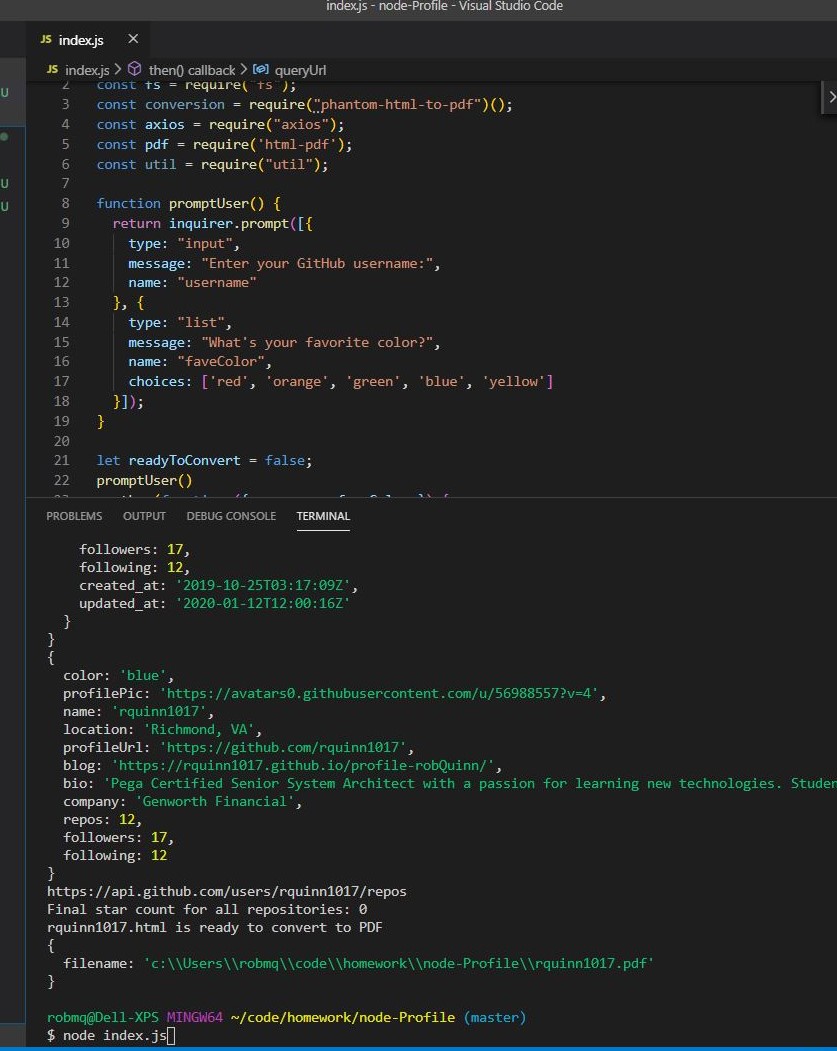 index.js - node-Profile - Visual Studio Code
JS index.js ×
JS index.js > then() callback > queryUrl
2 const fs = require("fs");
3 const conversion = require("phantom-html-to-pdf")();
4 const axios = require("axios");
5 const pdf = require('html-pdf');
6 const util = require("util");
7
8 function promptUser() {
9 return inquirer.prompt([{
10 type: "input",
11 message: "Enter your GitHub username:",
12 name: "username"
13 }, {
14 type: "list",
15 message: "What's your favorite color?",
16 name: "faveColor",
17 choices: ['red', 'orange', 'green', 'blue', 'yellow']
18 }]);
19 }
20
21 let readyToConvert = false;
22 promptUser()
U
U
U
PROBLEMS OUTPUT DEBUG CONSOLE TERMINAL
followers: 17,
following: 12,
created_at: '2019-10-25T03:17:09Z',
updated_at: '2020-01-12T12:00:16Z'
}
}
{
color: 'blue',
profilePic: 'https://avatars0.githubusercontent.com/u/56988557?v=4',
name: 'rquinn1017',
location: 'Richmond, VA',
profileUrl: 'https://github.com/rquinn1017',
blog: 'https://rquinn1017.github.io/profile-robQuinn/',
bio: 'Pega Certified Senior System Architect with a passion for learning new technologies. Studen
company: 'Genworth Financial',
repos: 12,
followers: 17,
following: 12
}
https://api.github.com/users/rquinn1017/repos
Final star count for all repositories: 0
rquinn1017.html is ready to convert to PDF
{
filename: 'c:\\Users\\robmq\\code\\homework\\node-Profile\\rquinn1017.pdf'
}
robmq@Dell-XPS MINGW64 ~/code/homework/node-Profile (master)
$ node index.js